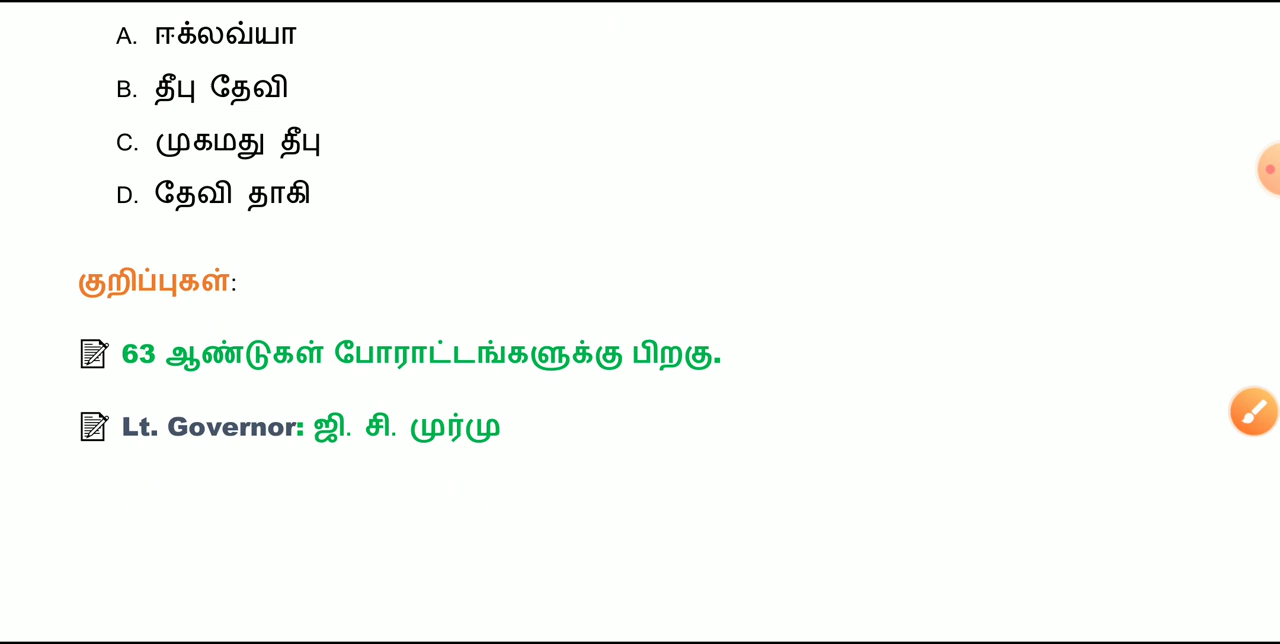 A. ஈக்லவ்யா
B. தீபு தேவி
C. முகமது தீபு
D. தேவி தாகி
குறிப்புகள்:
63 ஆண்டுகள் போராட்டங்களுக்கு பிறகு.
Lt. Governor: ஜி. சி. முர்மு